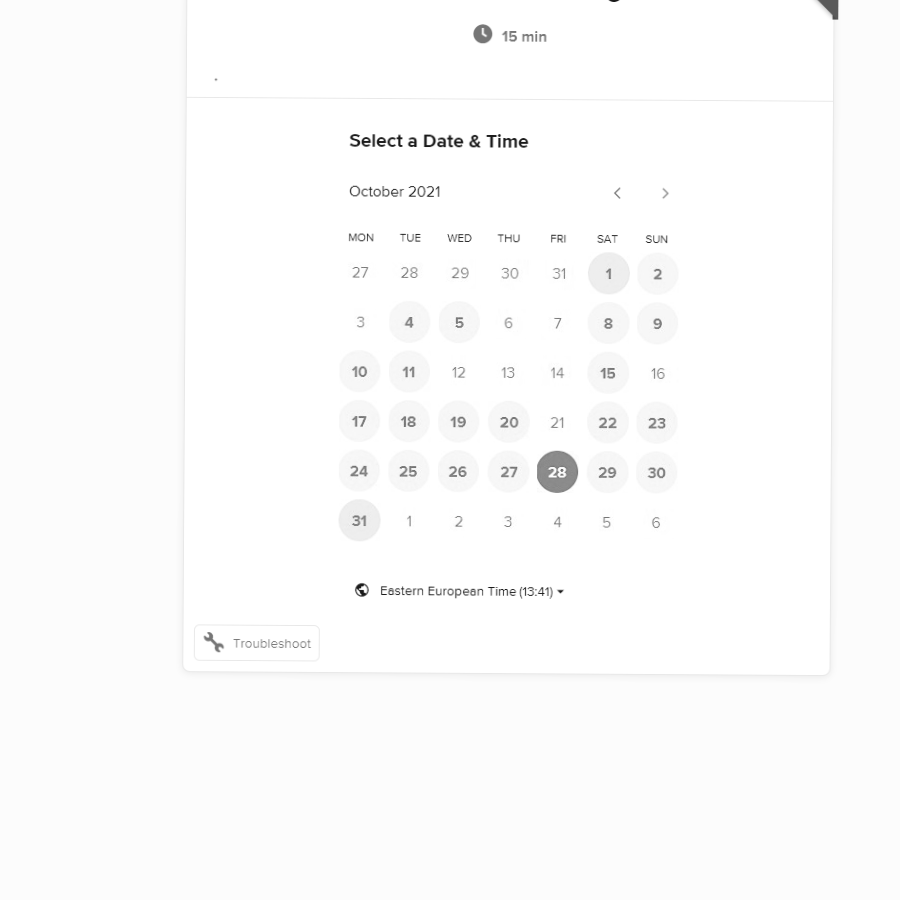 15 min
.
Select a Date & Time
October 2021
MON TUE WED THU FRI SAT SUN
27 28 29 30 31 1 2
3 4 5 6 7 8 9
10 11 12 13 14 15 16
17 18 19 20 21 22 23
24 25 26 27 28 29 30
31 1 2 3 4 5 6
Eastern European Time (13:41)
Troubleshoot